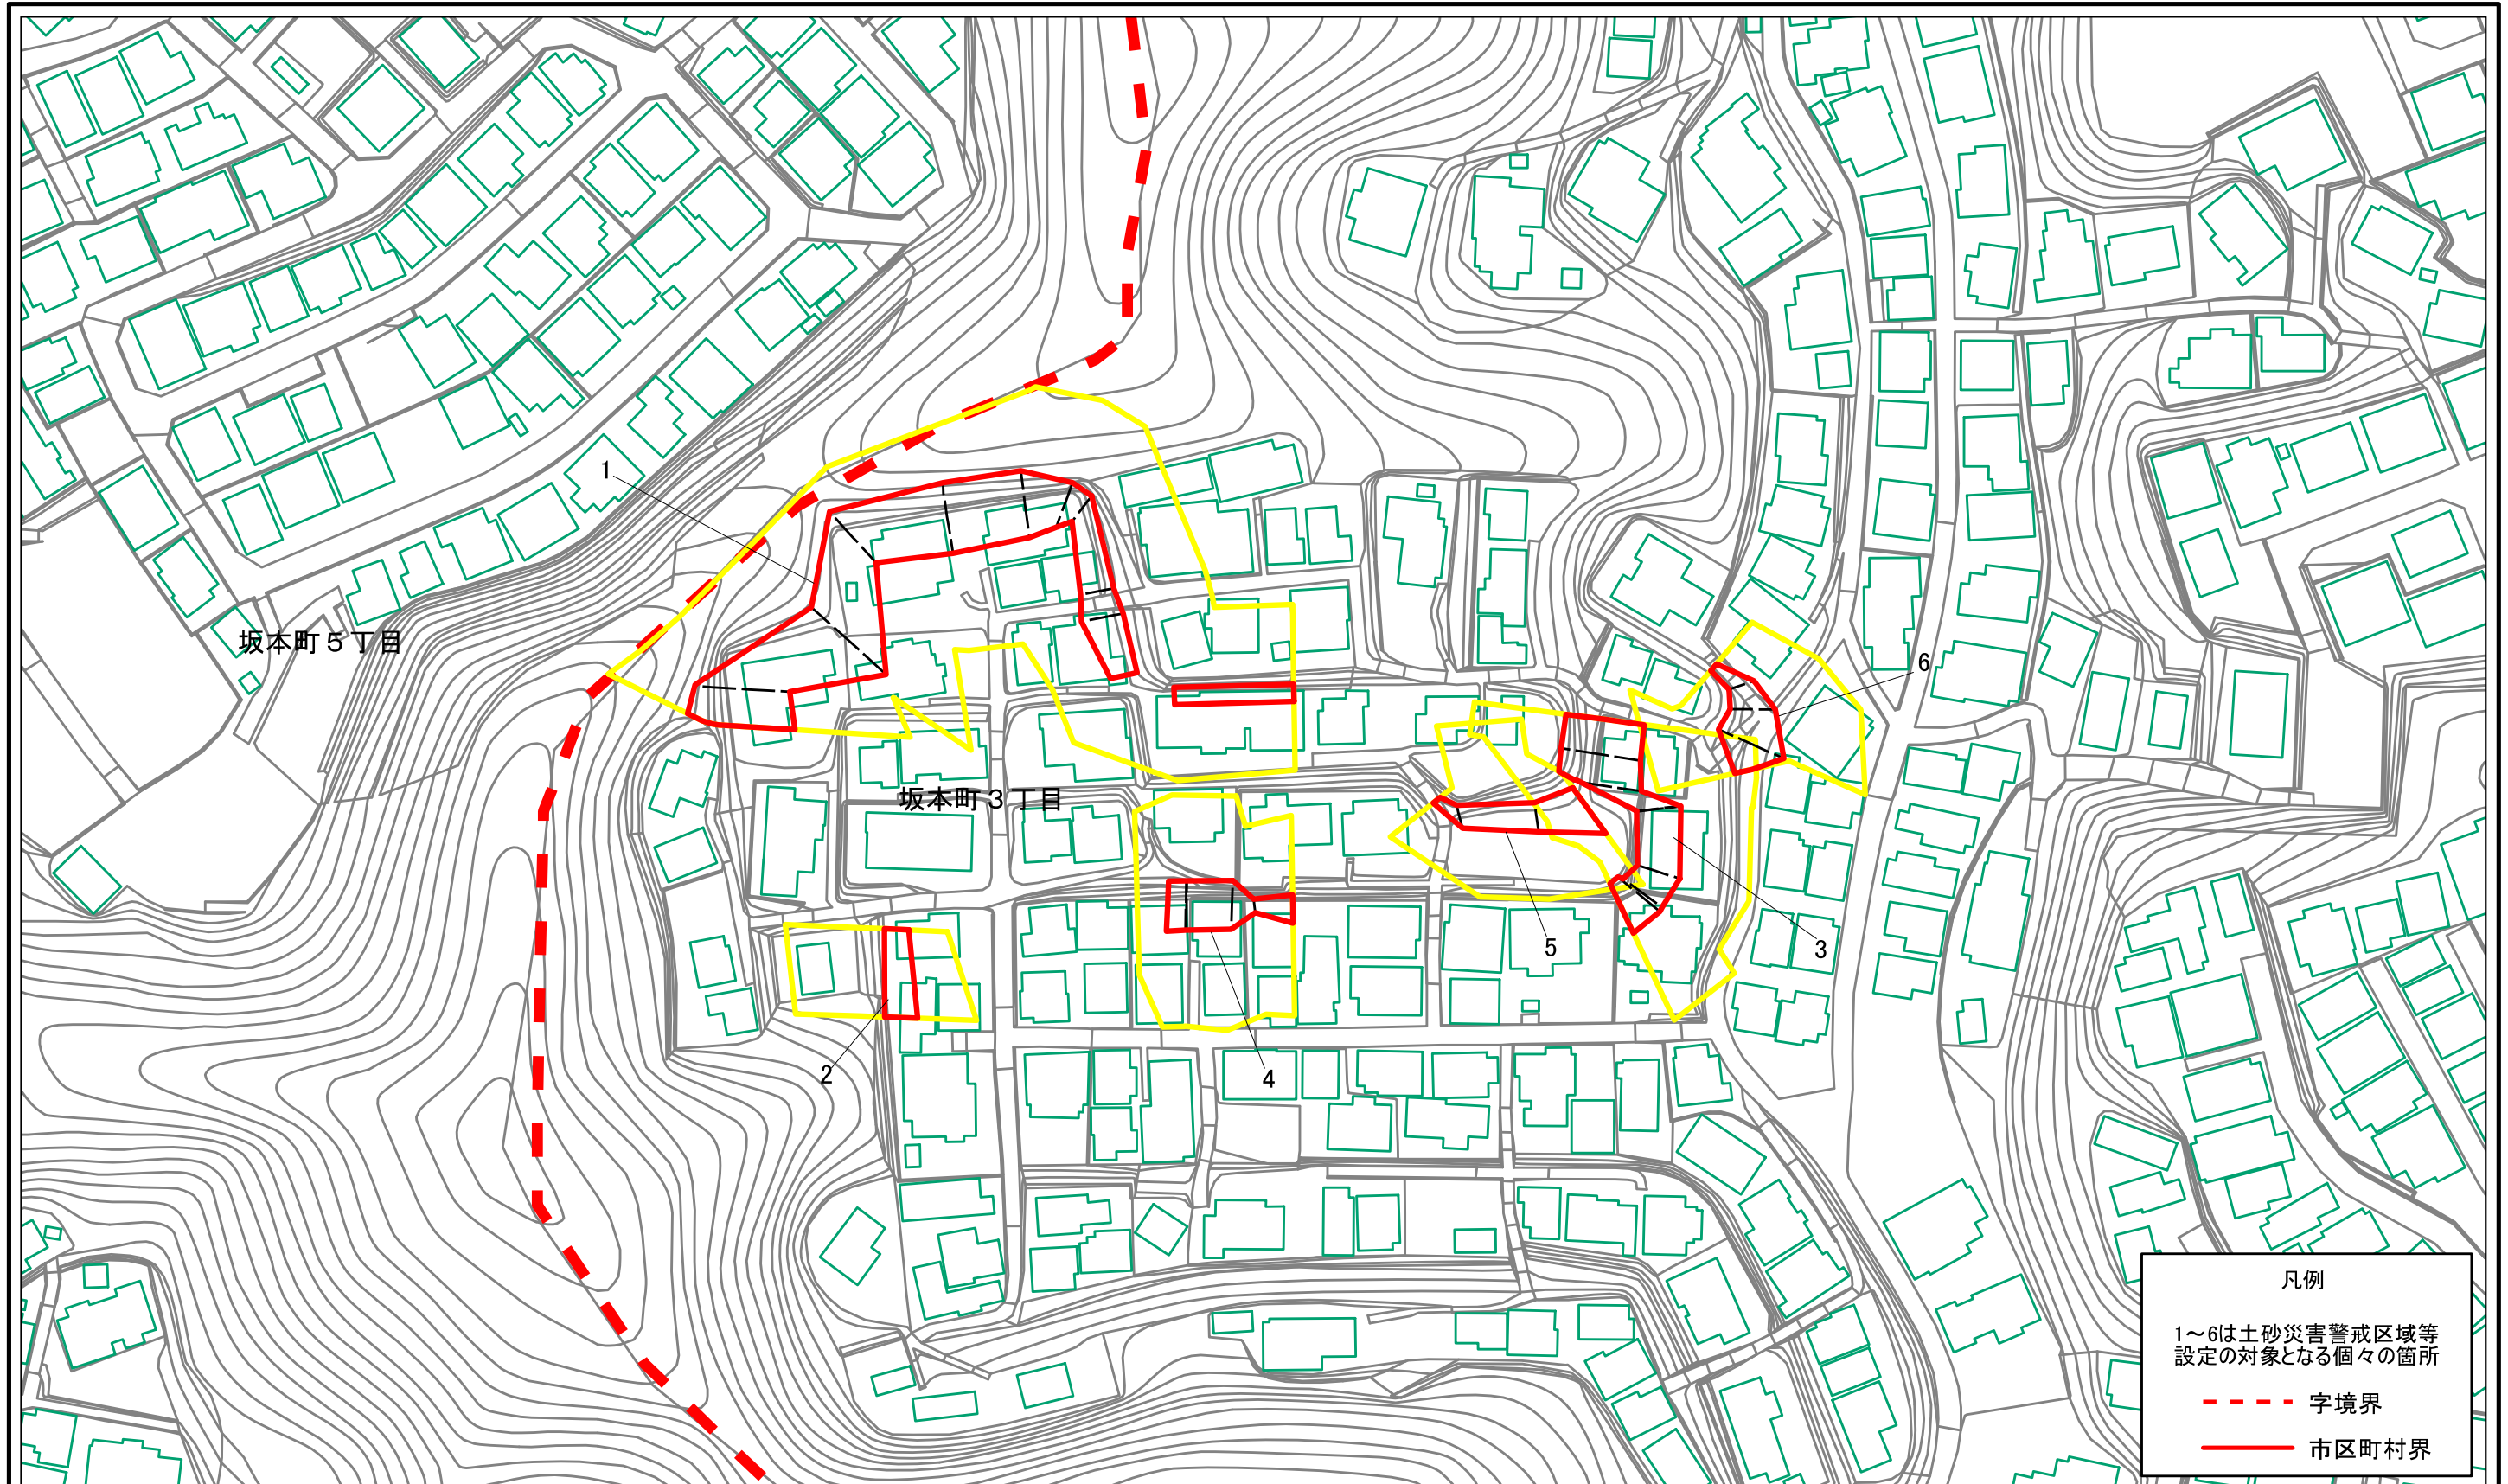 1
6
坂本町５丁目
坂本町３丁目
5
3
2
4
凡例
1～6は土砂災害警戒区域等
設定の対象となる個々の箇所
字境界
市区町村界